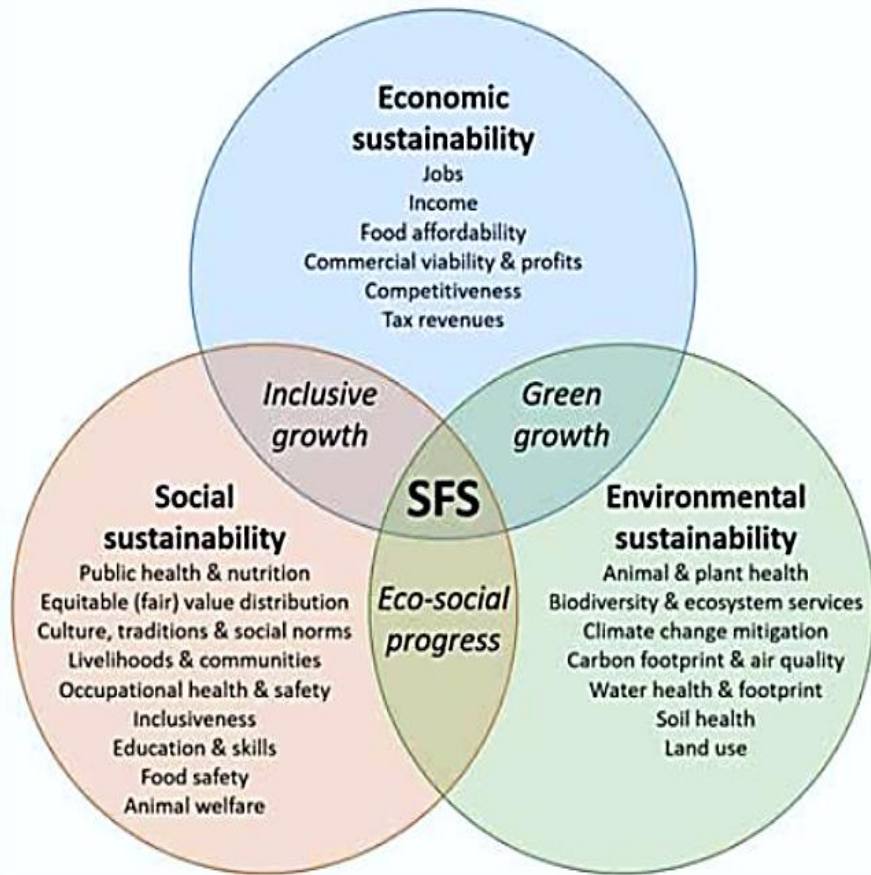 Economic
sustainability
Jobs
Income
Food affordability
Commercial viability & profits
Competitiveness
Tax revenues
Inclusive
growth
Green
growth
SFS
Social
sustainability
Public health & nutrition
Equitable (fair) value distribution
Culture, traditions & social norms
Livelihoods & communities
Occupational health & safety
Inclusiveness
Education & skills
Food safety
Animal welfare
Eco-social
progress
Environmental
sustainability
Animal & plant health
Biodiversity & ecosystem services
Climate change mitigation
Carbon footprint & air quality
Water health & footprint
Soil health
Land use